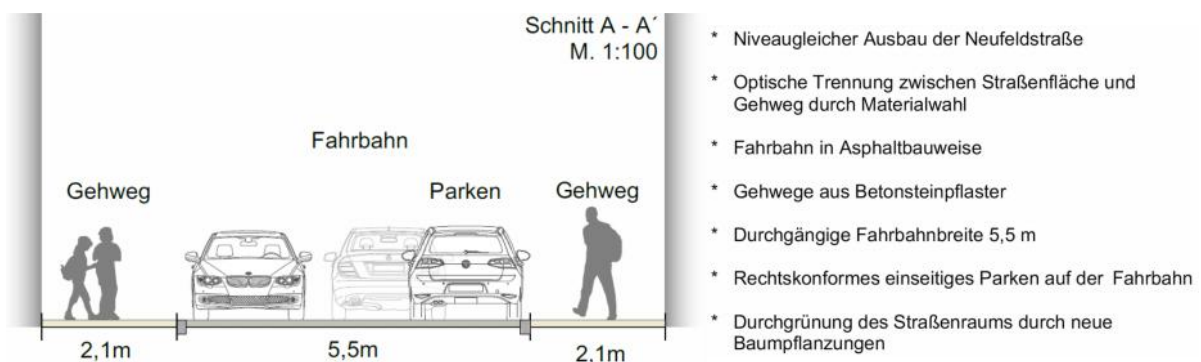 Schnitt A - A´
M. 1:100
Fahrbahn
Gehweg
Parken
Gehweg
2,1m
5,5m
2,1m
* Niveaugleicher Ausbau der Neufeldstraße
* Optische Trennung zwischen Straßenfläche und
Gehweg durch Materialwahl
* Fahrbahn in Asphaltbauweise
* Gehwege aus Betonsteinpflaster
* Durchgängige Fahrbahnbreite 5,5 m
* Rechtskonformes einseitiges Parken auf der Fahrbahn
* Durchgrünung des Straßenraums durch neue
Baumpflanzungen